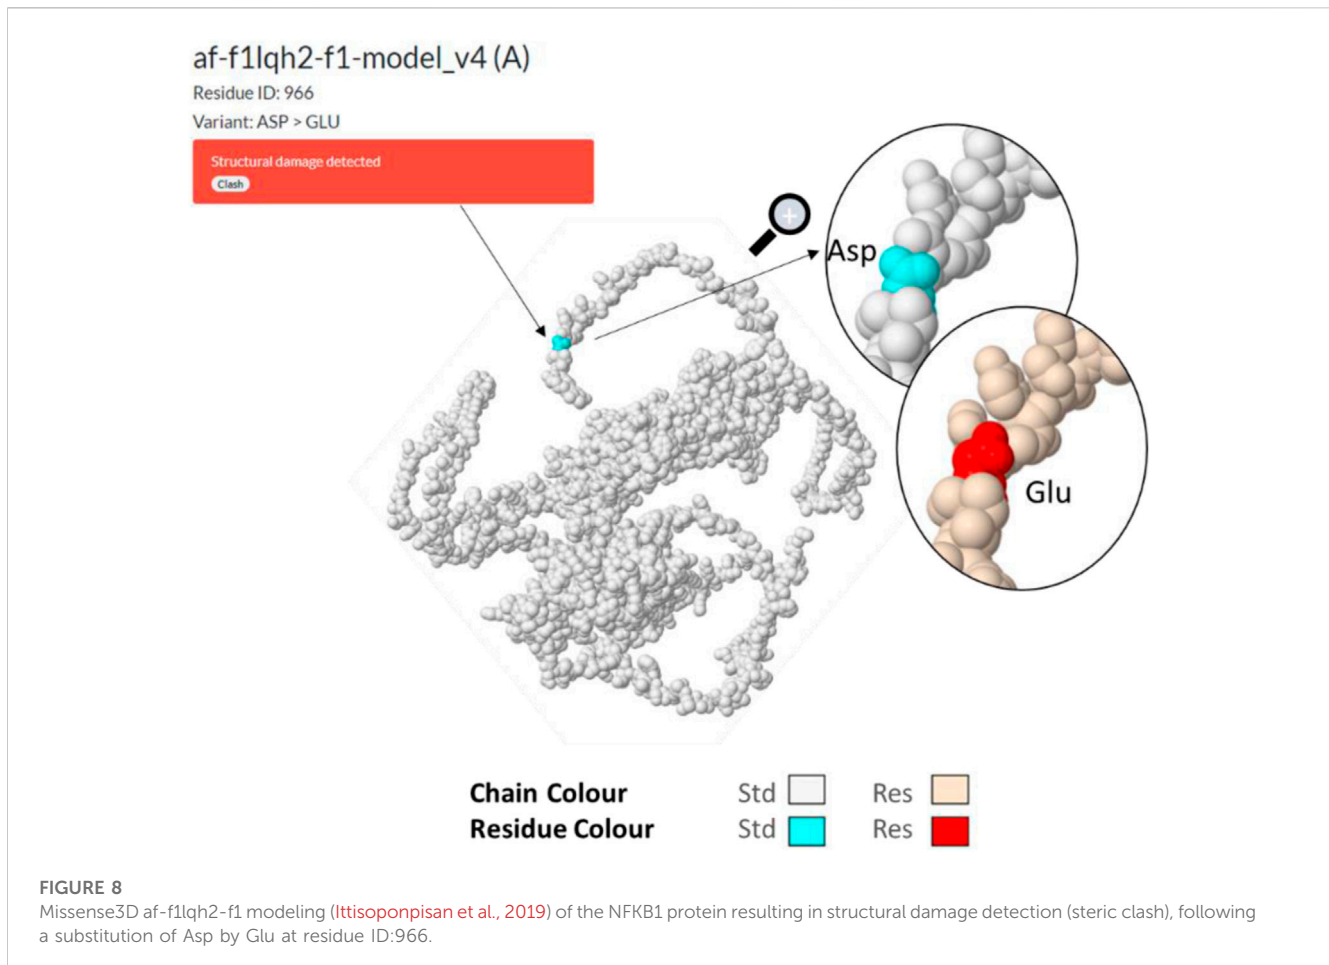 af-f1lqh2-f1-model_v4 (A)
Residue ID: 966
Variant: ASP > GLU
Structural damage detected
Clash
Asp
Glu
Chain Colour Std Res
Residue Colour Std Res
FIGURE 8
Missense3D af-f1lqh2-f1 modeling (Ittisoponpisan et al., 2019) of the NFKB1 protein resulting in structural damage detection (steric clash), following
a substitution of Asp by Glu at residue ID:966.